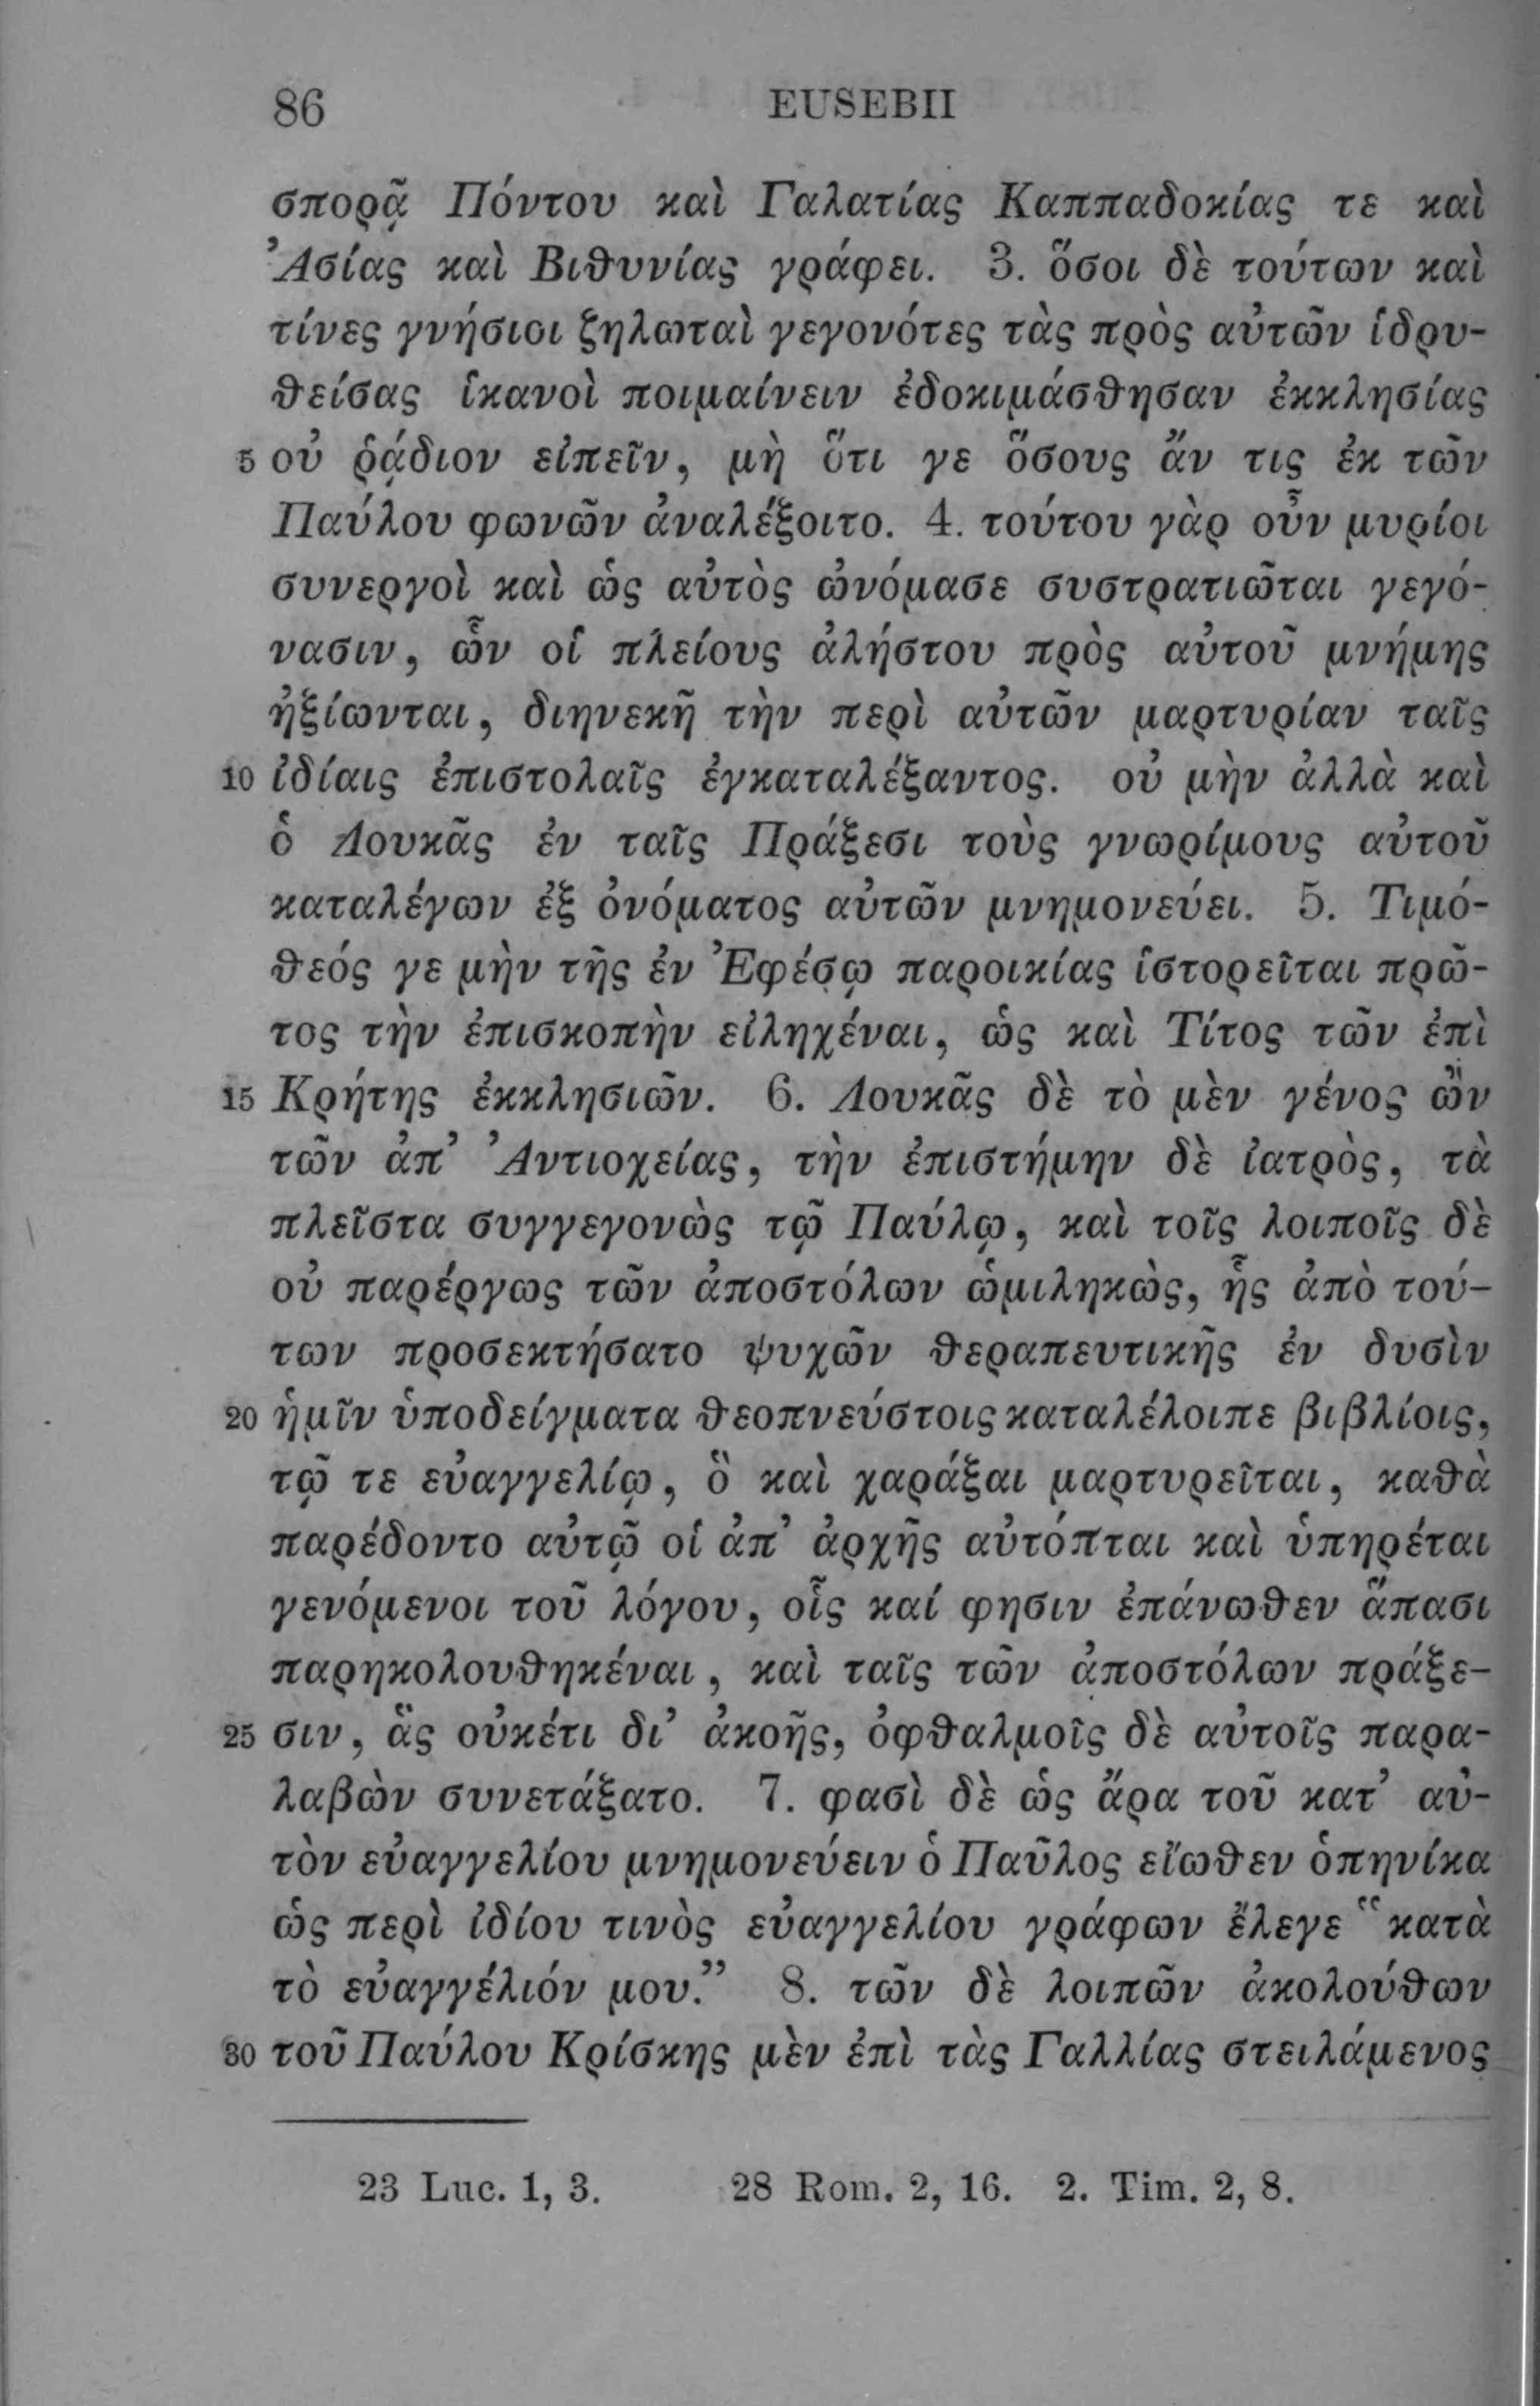 86 EUSEBII
σπορᾷ Πόντου καὶ Γαλατίας Καππαδοκίας τε καὶ
Ἀσίας καὶ Βιθυνίας γράφει. 3. ὅσοι δὲ τούτων καὶ
τίνες γνήσιοι ζηλωταὶ γεγονότες τὰς πρὸς αὐτῶν ἱδρυ-
θείσας ἱκανοὶ ποιμαίνειν ἐδοκιμάσθησαν ἐκκλησίας
5 οὐ ῥᾴδιον εἰπεῖν, μὴ ὅτι γε ὅσους ἄν τις ἐκ τῶν
Παύλου φωνῶν ἀναλέξοιτο. 4. τούτου γὰρ οὖν μυρίοι
συνεργοὶ καὶ ὡς αὐτὸς ὠνόμασε συστρατιῶται γεγό-
νασιν, ὧν οἱ πλείους ἀλήστου πρὸς αὐτοῦ μνήμης
ἠξίωνται, διηνεκῆ τὴν περὶ αὐτῶν μαρτυρίαν ταῖς
10 ἰδίαις ἐπιστολαῖς ἐγκαταλέξαντος. οὐ μὴν ἀλλὰ καὶ
ὁ Λουκᾶς ἐν ταῖς Πράξεσι τοὺς γνωρίμους αὐτοῦ
καταλέγων ἐξ ὀνόματος αὐτῶν μνημονεύει. 5. Τιμό-
θεός γε μὴν τῆς ἐν Ἐφέσῳ παροικίας ἱστορεῖται πρῶ-
τος τὴν ἐπισκοπὴν εἰληχέναι, ὡς καὶ Τίτος τῶν ἐπὶ
15 Κρήτης ἐκκλησιῶν. 6. Λουκᾶς δὲ τὸ μὲν γένος ὢν
τῶν ἀπ’ Ἀντιοχείας, τὴν ἐπιστήμην δὲ ἰατρὸς, τὰ
πλεῖστα συγγεγονὼς τῷ Παύλῳ, καὶ τοῖς λοιποῖς δὲ
οὐ παρέργως τῶν ἀποστόλων ὡμιληκὼς, ἧς ἀπὸ τού-
των προσεκτήσατο ψυχῶν θεραπευτικῆς ἐν δυσὶν
20 ἡμῖν ὑποδείγματα θεοπνεύστοις καταλέλοιπε βιβλίοις,
τῷ τε εὐαγγελίῳ, ὃ καὶ χαράξαι μαρτυρεῖται, καθὰ
παρέδοντο αὐτῷ οἱ ἀπ’ ἀρχῆς αὐτόπται καὶ ὑπηρέται
γενόμενοι τοῦ λόγου, οἷς καί φησιν ἐπάνωθεν ἅπασι
παρηκολουθηκέναι, καὶ ταῖς τῶν ἀποστόλων πράξε-
25 σιν, ἃς οὐκέτι δι’ ἀκοῆς, ὀφθαλμοῖς δὲ αὐτοῖς παρα-
λαβὼν συνετάξατο. 7. φασὶ δὲ ὡς ἄρα τοῦ κατ’ αὐ-
τὸν εὐαγγελίου μνημονεύειν ὁ Παῦλος εἴωθεν ὁπηνίκα
ὡς περὶ ἰδίου τινὸς εὐαγγελίου γράφων ἔλεγε “κατὰ
τὸ εὐαγγέλιόν μου.” 8. τῶν δὲ λοιπῶν ἀκολούθων
30 τοῦ Παύλου Κρίσκης μὲν ἐπὶ τὰς Γαλλίας στειλάμενος
23 Luc. 1, 3. 28 Rom. 2, 16. 2. Tim. 2, 8.